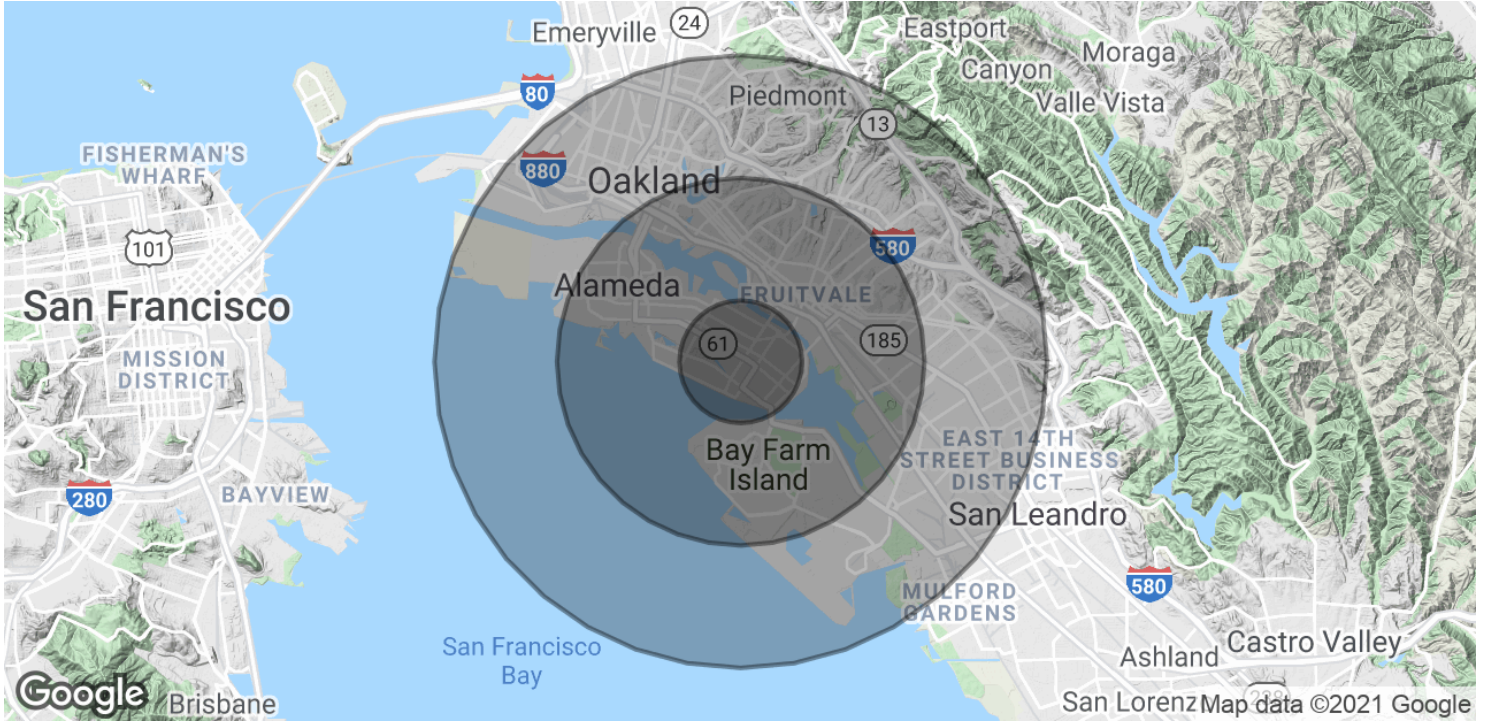 Emeryville
24
Eastport
Moraga
Canyon
80
Piedmont
Valle Vista
13
FISHERMAN'S
WHARF
880
Oakland
101
580
Alameda
FRUITVALE
San Francisco
61
185
MISSION
DISTRICT
Bay Farm
Island
EAST 14TH
STREET BUSINESS
DISTRICT
280
BAYVIEW
San Leandro
580
MULFORD
GARDENS
San Francisco
Bay
Castro Valley
Ashland
Google
Brisbane
San Lorenz
238
Map data ©2021 Google